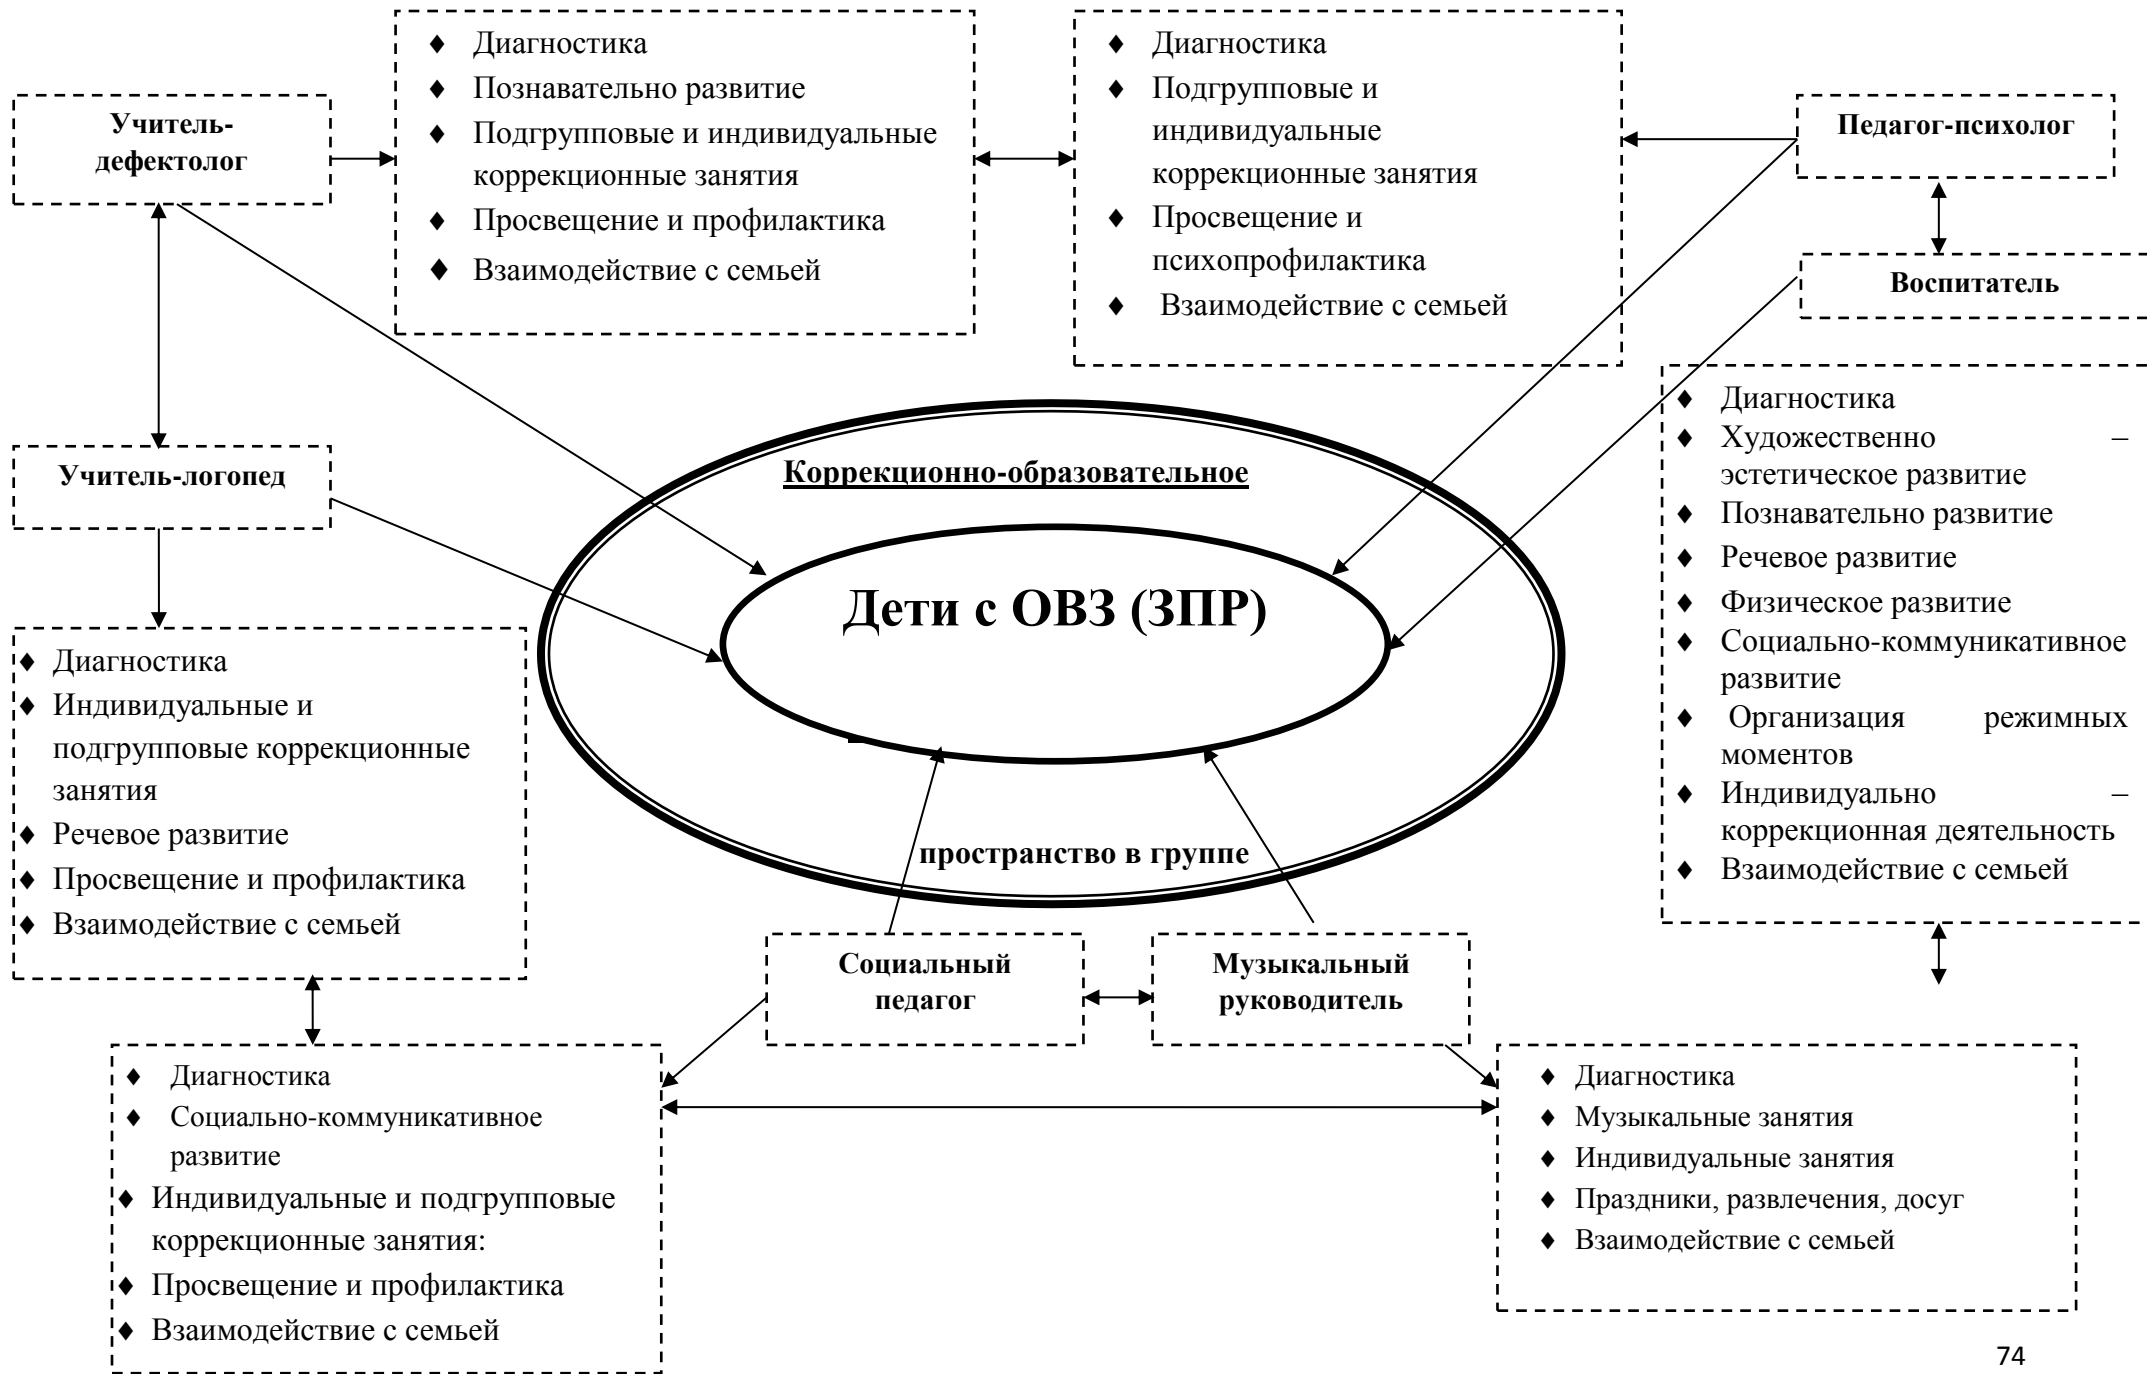 Диагностика
Познавательно развитие
Подгрупповые и индивидуальные
коррекционные занятия
Просвещение и профилактика
Взаимодействие с семьей
Диагностика
Подгрупповые и
индивидуальные
коррекционные занятия
Просвещение и
психопрофилактика
Взаимодействие с семьей
Учитель-
дефектолог
Педагог-психолог
Воспитатель
Диагностика
Художественно –
эстетическое развитие
Познавательно развитие
Речевое развитие
Физическое развитие
Социально-коммуникативное
развитие
Организация режимных
моментов
Индивидуально –
коррекционная деятельность
Взаимодействие с семьей
Учитель-логопед
Коррекционно-образовательное
Дети с ОВЗ (ЗПР)
пространство в группе
Диагностика
Индивидуальные и
подгрупповые коррекционные
занятия
Речевое развитие
Просвещение и профилактика
Взаимодействие с семьей
Социальный
педагог
Музыкальный
руководитель
Диагностика
Социально-коммуникативное
развитие
Индивидуальные и подгрупповые
коррекционные занятия:
Просвещение и профилактика
Взаимодействие с семьей
Диагностика
Музыкальные занятия
Индивидуальные занятия
Праздники, развлечения, досуг
Взаимодействие с семьей
74